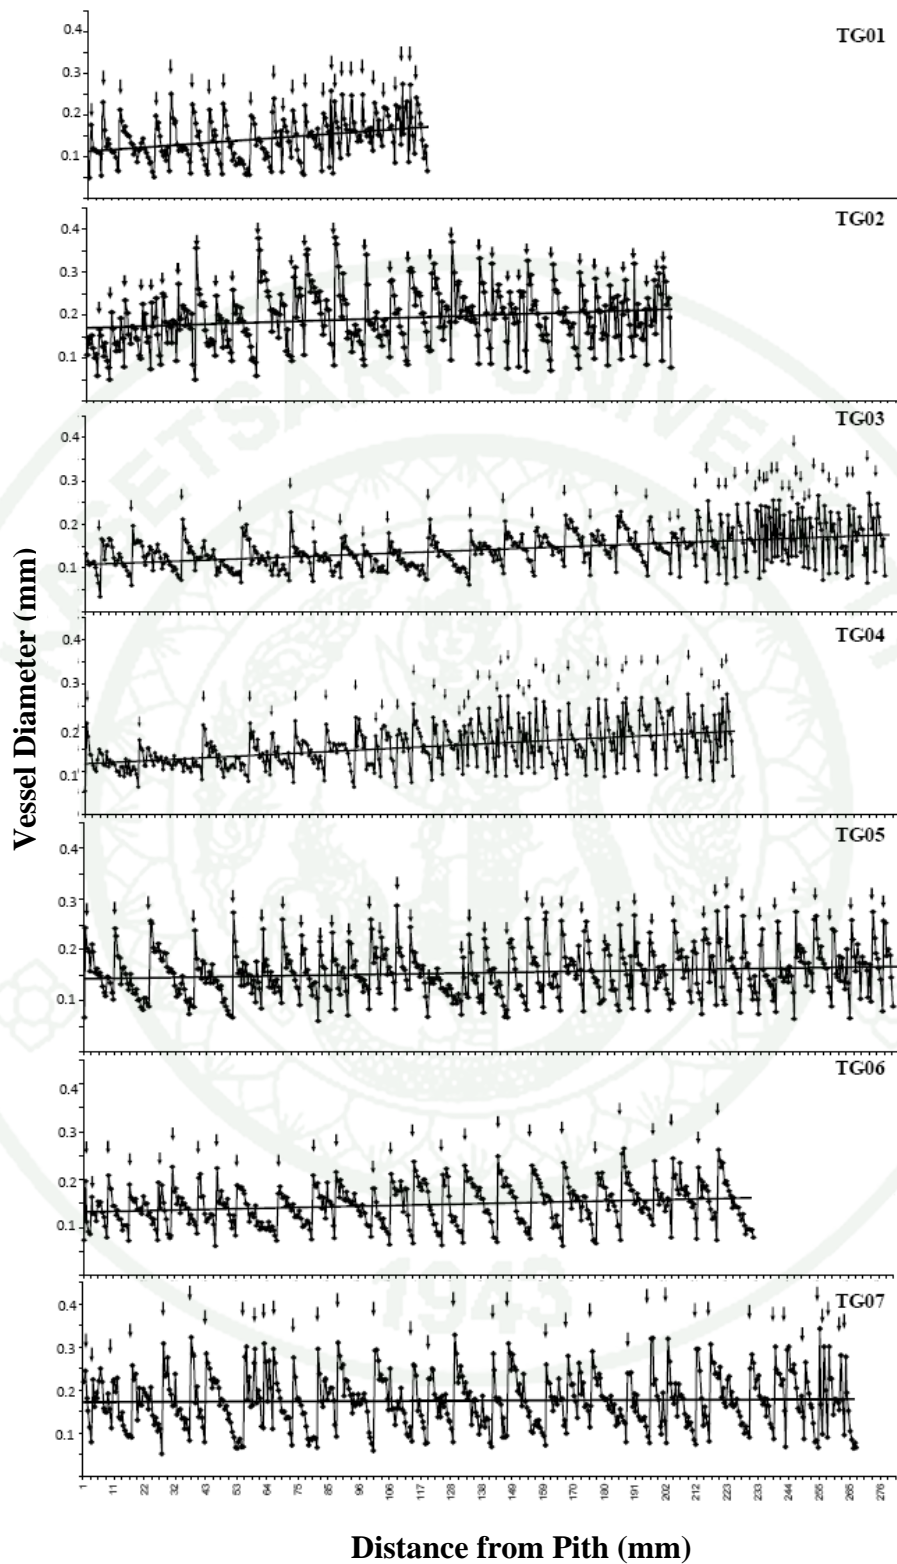 TG01
0.4
0.3
0.2
0.1
TG02
0.4
0.3
0.2
0.1
TG03
0.4
0.3
0.2
0.1
TG04
0.4
0.3
0.2
0.1
TG05
0.4
0.3
0.2
0.1
TG06
0.4
0.3
0.2
0.1
TG07
0.4
0.3
0.2
0.1
Vessel Diameter (mm)
1 11 22 32 43 53 64 75 85 96 106 117 128 138 149 159 170 180 191 202 212 223 233 244 255 265 276
Distance from Pith (mm)
KASETSART UNIVERSITY
1943